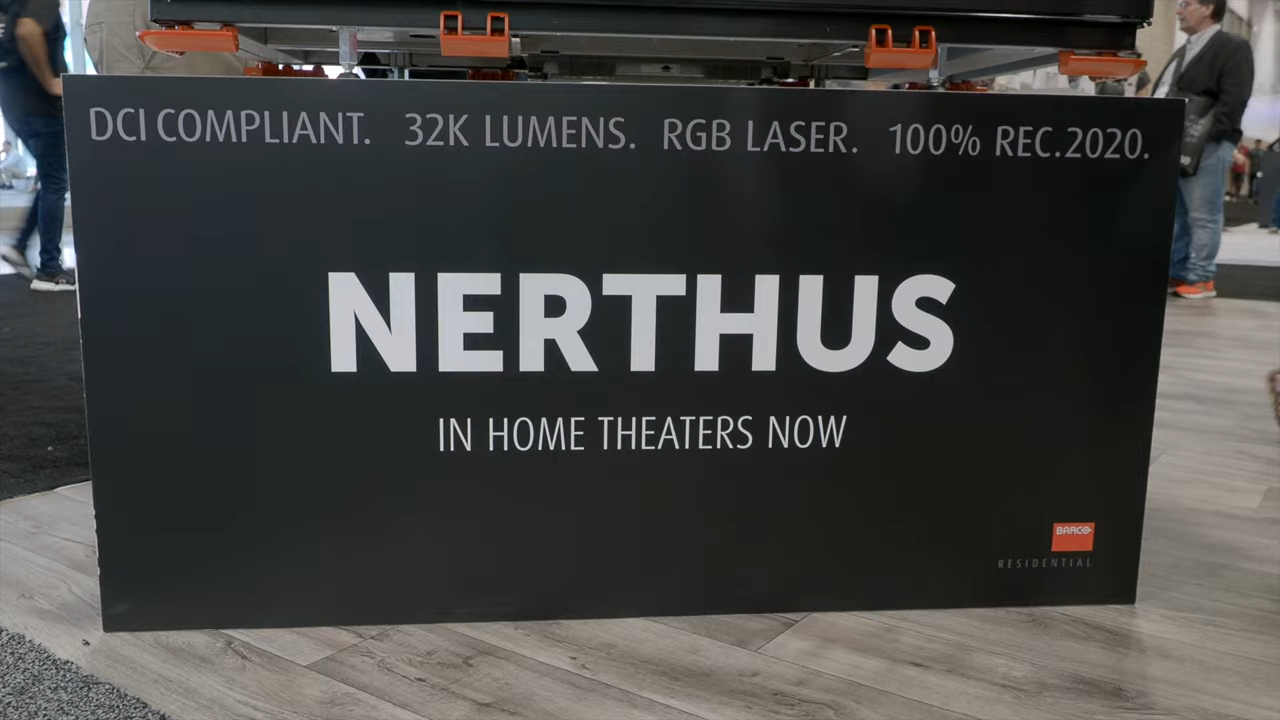 DCI COMPLIANT. 32K LUMENS. RGB LASER. 100% REC.2020.
NERTHUS
IN HOME THEATERS NOW
BARCO
RESIDENTIAL